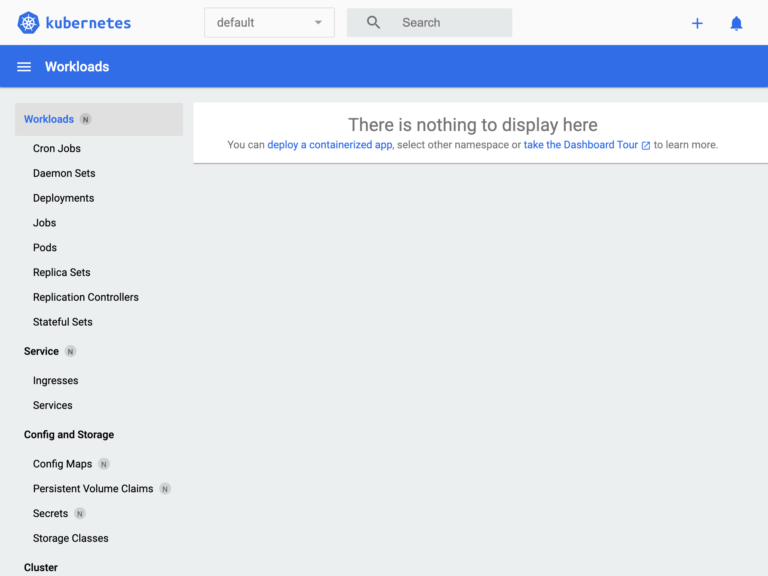 kubernetes
default
Search
Workloads
Workloads N
Cron Jobs
Daemon Sets
Deployments
Jobs
Pods
Replica Sets
Replication Controllers
Stateful Sets
Service N
Ingresses
Services
Config and Storage
Config Maps N
Persistent Volume Claims N
Secrets N
Storage Classes
Cluster
There is nothing to display here
You can deploy a containerized app, select other namespace or take the Dashboard Tour to learn more.